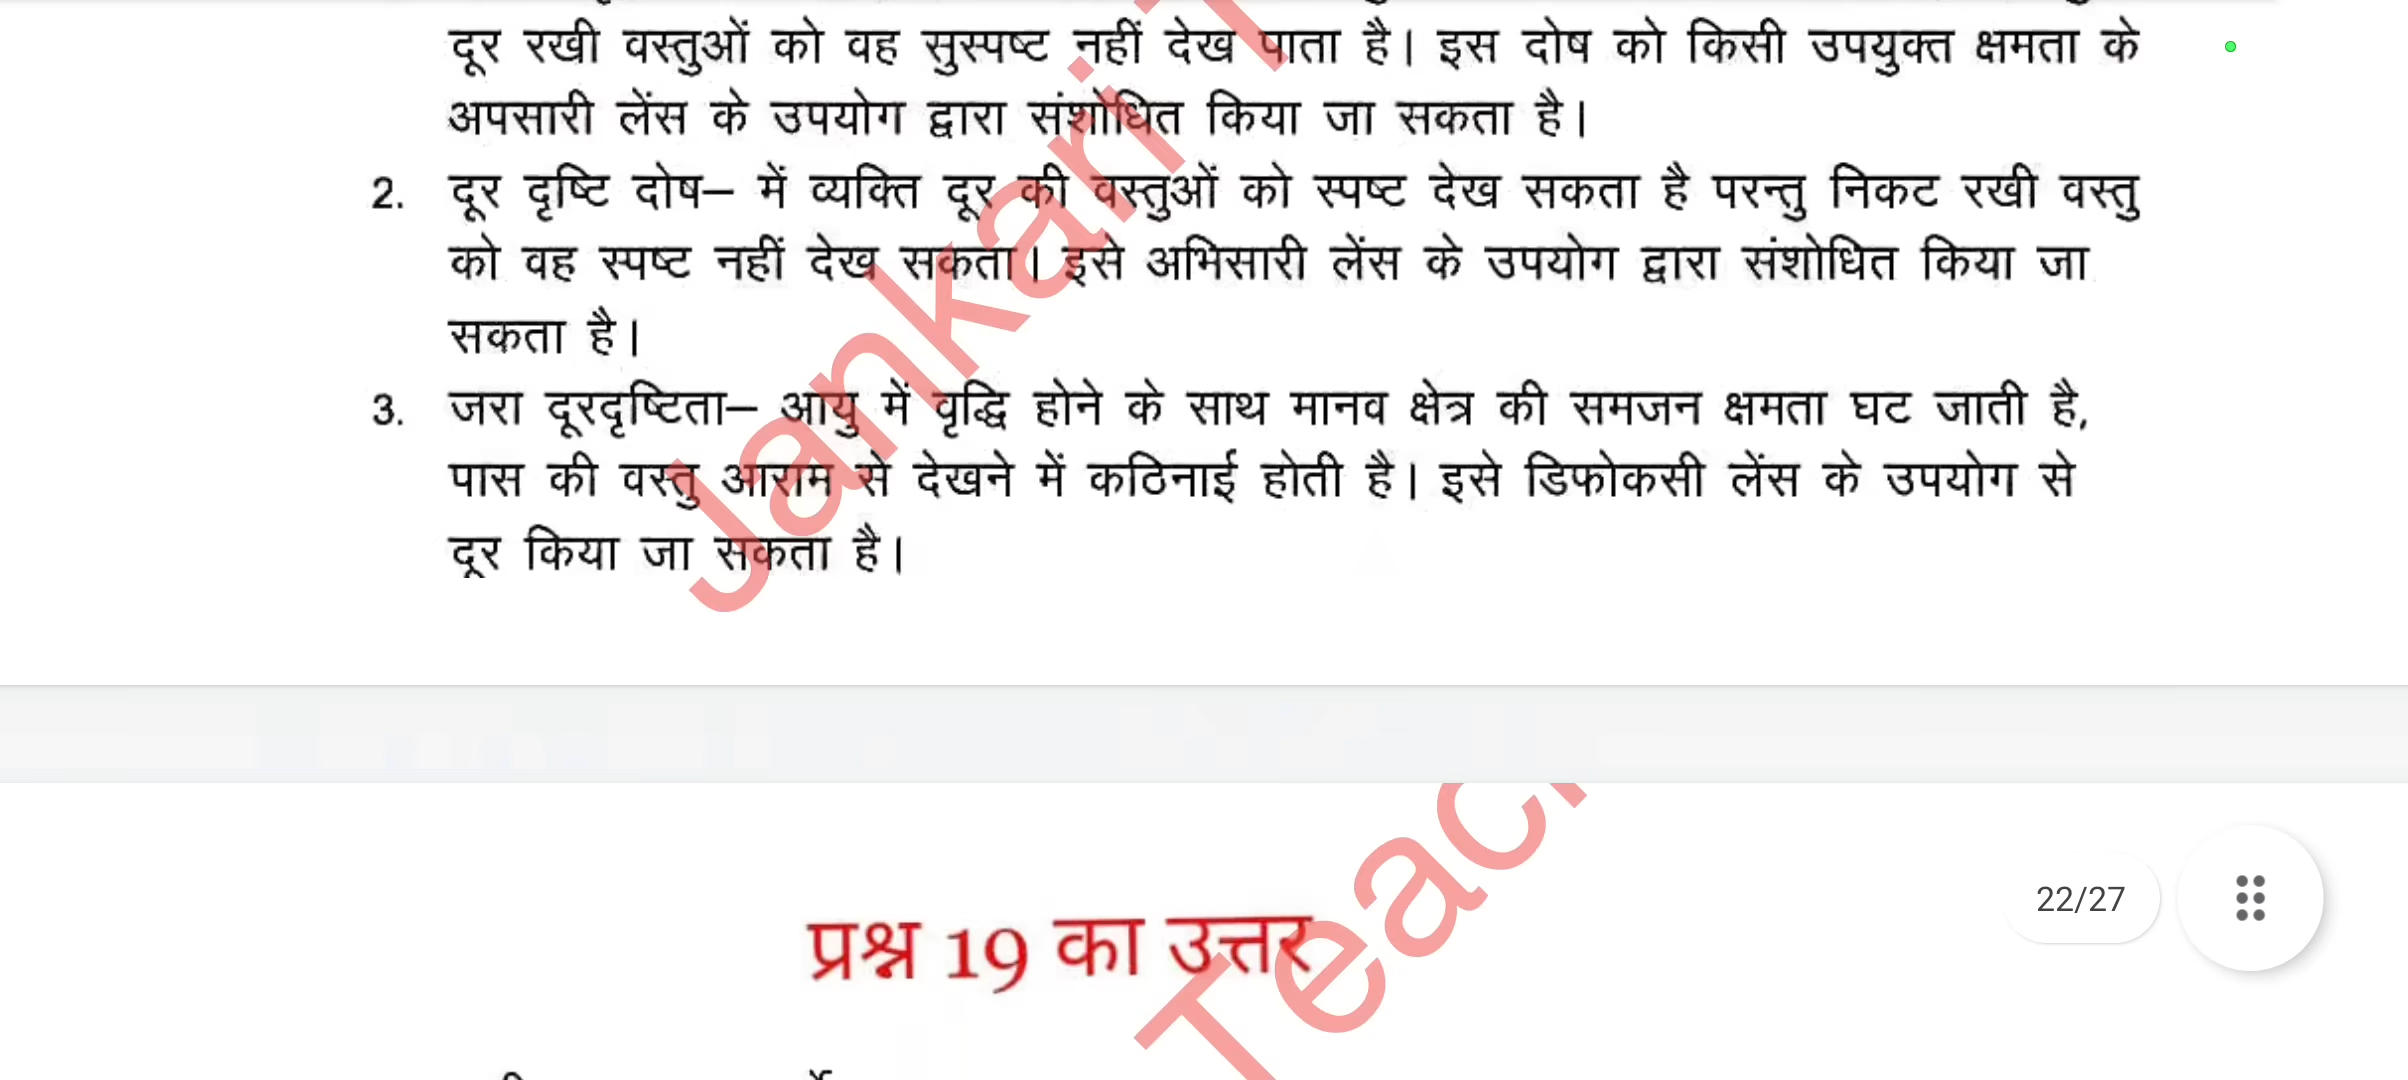 दूर रखी वस्तुओं को वह सुस्पष्ट नहीं देख पाता है। इस दोष को किसी उपयुक्त क्षमता के
अपसारी लेंस के उपयोग द्वारा संशोधित किया जा सकता है।
2. दूर दृष्टि दोष– में व्यक्ति दूर की वस्तुओं को स्पष्ट देख सकता है परन्तु निकट रखी वस्तु
को वह स्पष्ट नहीं देख सकता। इसे अभिसारी लेंस के उपयोग द्वारा संशोधित किया जा
सकता है।
3. जरा दूरदृष्टिता– आयु में वृद्धि होने के साथ मानव क्षेत्र की समजन क्षमता घट जाती है,
पास की वस्तु आराम से देखने में कठिनाई होती है। इसे डिफोकसी लेंस के उपयोग से
दूर किया जा सकता है।
Jankari T
22/27
प्रश्न 19 का उत्तर
Teac